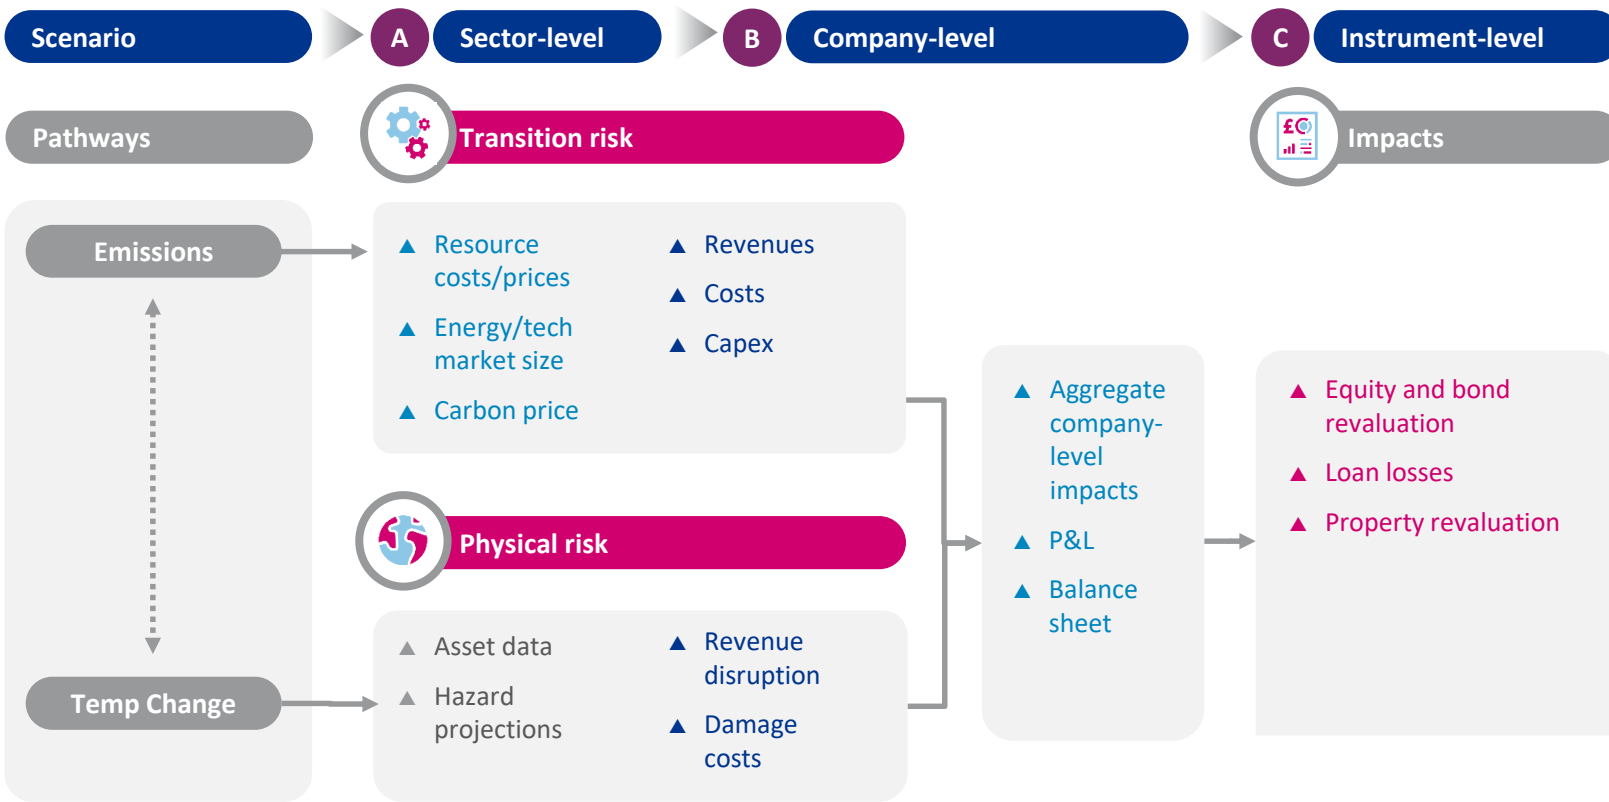 Scenario
A
Sector-level
B
Company-level
C
Instrument-level
Pathways
Transition risk
£
Impacts
Emissions
Temp Change
Resource
costs/prices
Energy/tech
market size
Carbon price
Revenues
Costs
Capex
Physical risk
Asset data
Hazard
projections
Revenue
disruption
Damage
costs
Aggregate
company-
level
impacts
P&L
Balance
sheet
Equity and bond
revaluation
Loan losses
Property revaluation